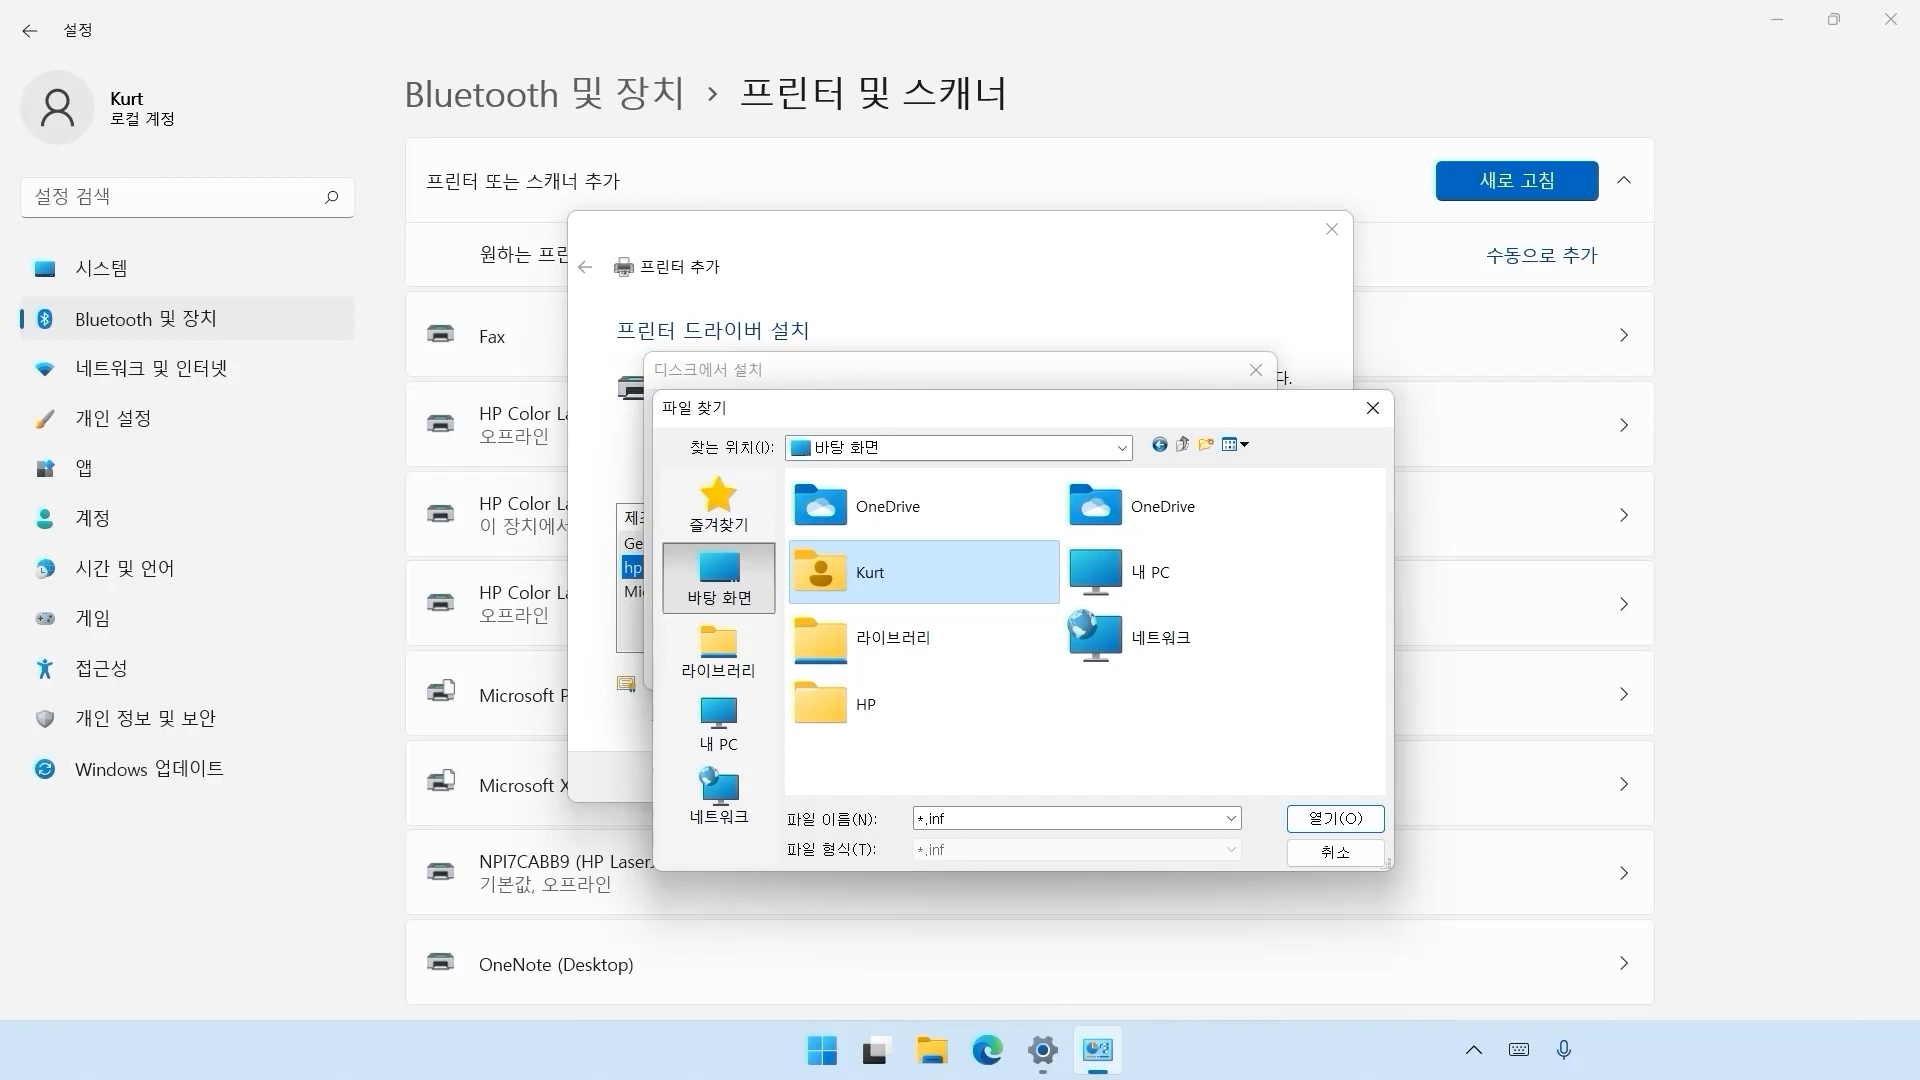 설정
Kurt
로컬 계정
설정 검색
시스템
Bluetooth 및 장치
네트워크 및 인터넷
개인 설정
앱
계정
시간 및 언어
게임
접근성
개인 정보 및 보안
Windows 업데이트
Bluetooth 및 장치 › 프린터 및 스캐너
프린터 또는 스캐너 추가
새로 고침
원하는 프린
수동으로 추가
Fax
HP Color La
오프라인
HP Color La
이 장치에서
HP Color La
오프라인
Microsoft P
Microsoft X
NPI7CABB9 (HP Laser
기본값, 오프라인
OneNote (Desktop)
프린터 추가
프린터 드라이버 설치
다.
제조
Ge
hp
Mi
디스크에서 설치
파일 찾기
찾는 위치(I):
바탕 화면
즐겨찾기
바탕 화면
라이브러리
내 PC
네트워크
OneDrive
OneDrive
Kurt
내 PC
라이브러리
네트워크
HP
파일 이름(N):
*.inf
열기(O)
파일 형식(T):
*.inf
취소